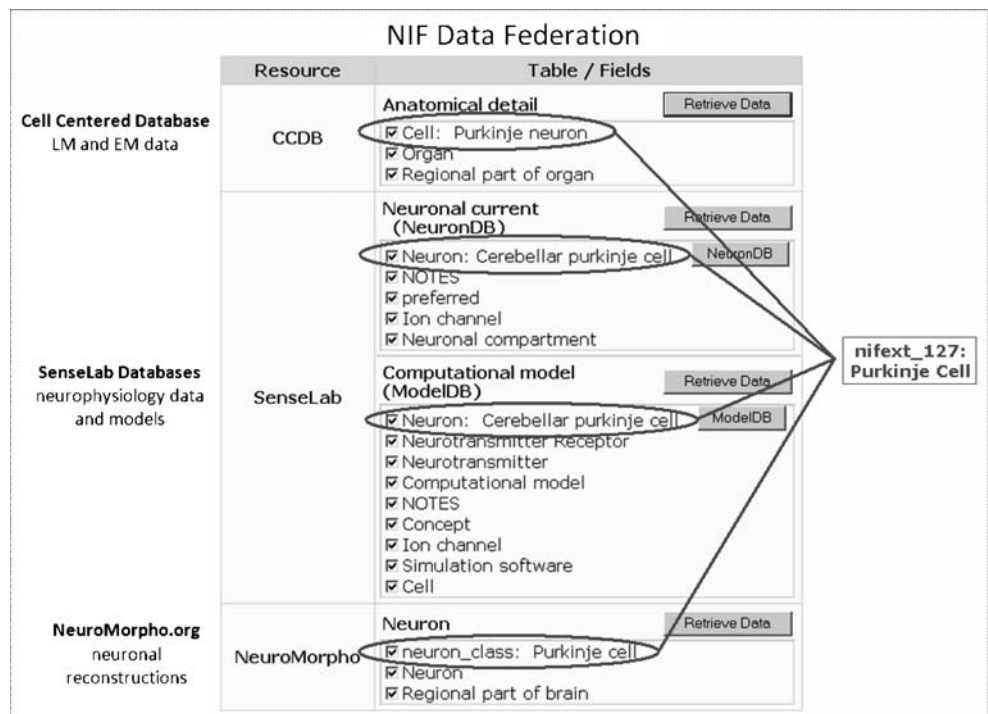 NIF Data Federation
Resource
Table / Fields
Cell Centered Database
LM and EM data
CCDB
Anatomical detail
Retrieve Data
Cell: Purkinje neuron
Organ
Regional part of organ
SenseLab Databases
neurophysiology data
and models
SenseLab
Neuronal current
(NeuronDB)
Retrieve Data
Neuron: Cerebellar purkinje cell
NeuronDB
NOTES
preferred
Ion channel
Neuronal compartment
Computational model
(ModelDB)
Retrieve Data
Neuron: Cerebellar purkinje cell
ModelDB
Neurotransmitter Receptor
Neurotransmitter
Computational model
NOTES
Concept
Ion channel
Simulation software
Cell
NeuroMorpho.org
neuronal
reconstructions
NeuroMorpho
Neuron
Retrieve Data
neuron_class: Purkinje cell
Neuron
Regional part of brain
nifext_127:
Purkinje Cell